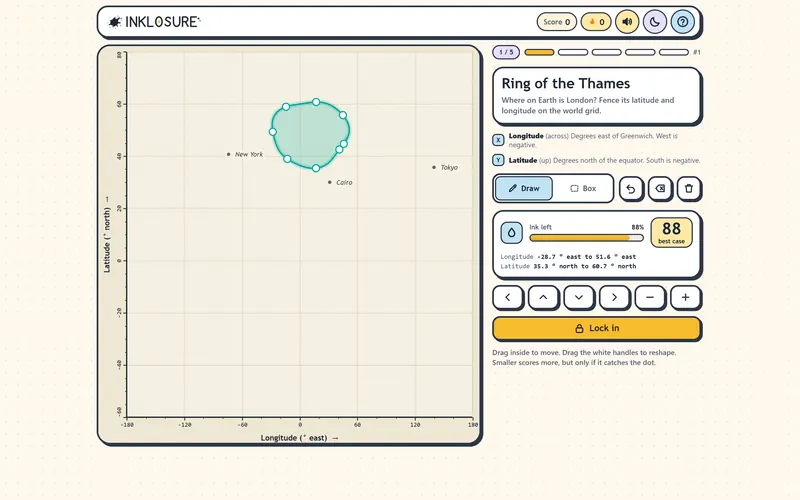 INKLOSURE
Score 0
0
1 / 5
#1
Ring of the Thames
Where on Earth is London? Fence its latitude and
longitude on the world grid.
X Longitude (across) Degrees east of Greenwich. West is
negative.
Y Latitude (up) Degrees north of the equator. South is negative.
Draw
Box
Ink left 88%
88
best case
Longitude -28.7 ° east to 51.6 ° east
Latitude 35.3 ° north to 60.7 ° north
Lock in
Drag inside to move. Drag the white handles to reshape.
Smaller scores more, but only if it catches the dot.
Latitude (° north) →
80
60
40
20
0
-20
-40
-60
New York
Cairo
Tokyo
-180 -120 -60 0 60 120 180
Longitude (° east) →